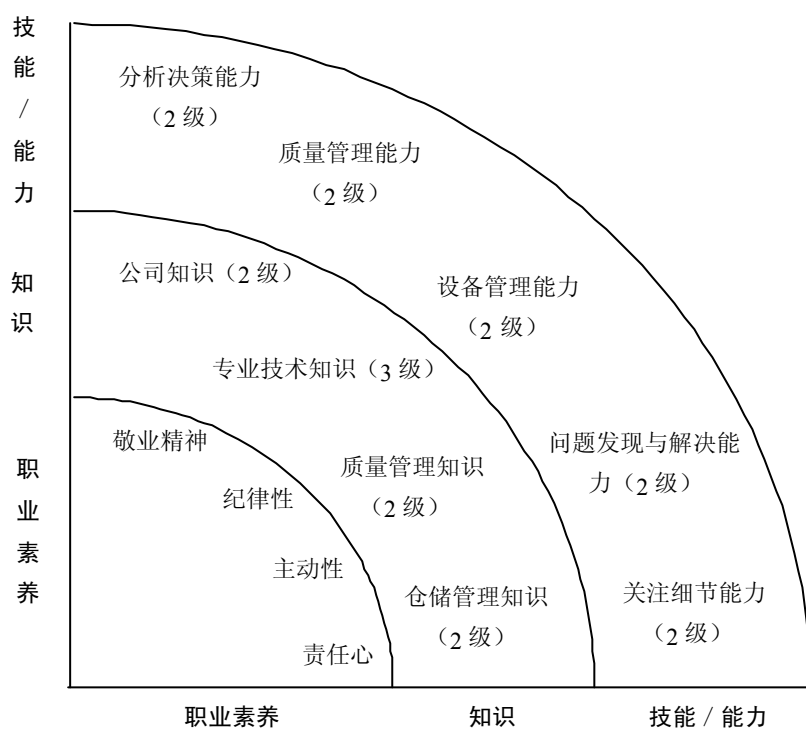 技能/能力
知识
职业素养
分析决策能力
（2 级）
质量管理能力
（2 级）
设备管理能力
（2 级）
问题发现与解决能
力（2 级）
关注细节能力
（2 级）
公司知识（2 级）
专业技术知识（3 级）
质量管理知识
（2 级）
仓储管理知识
（2 级）
敬业精神
纪律性
主动性
责任心
职业素养
知识
技能/能力